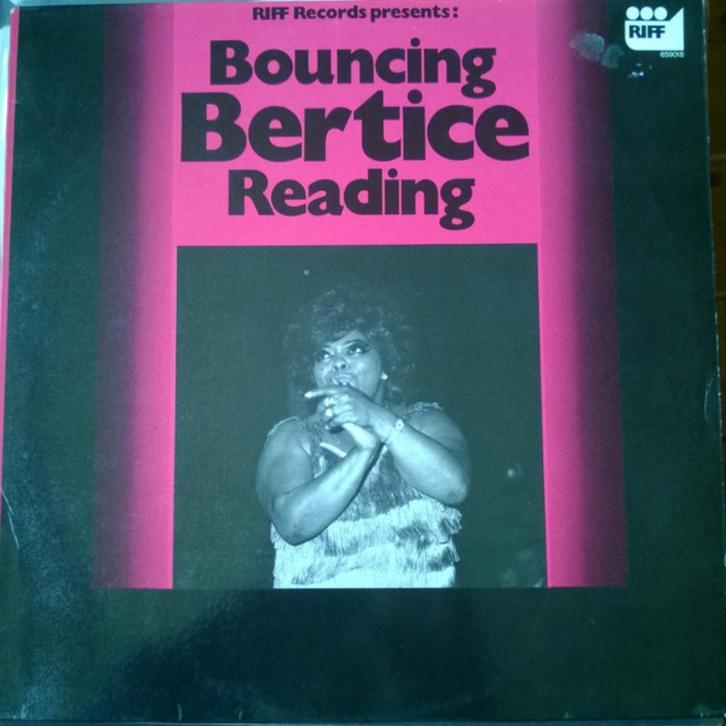 RIFF Records presents:
Bouncing
Bertice
Reading
RIFF
659018